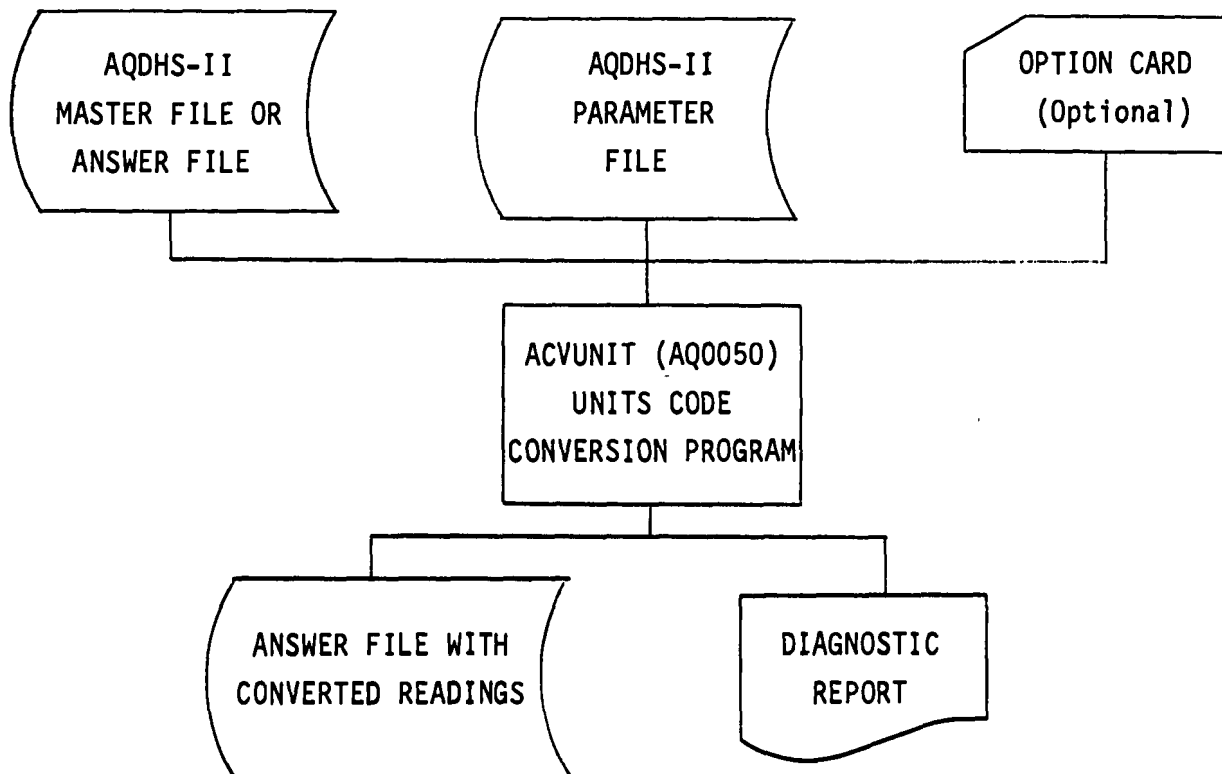 AQDHS-II
MASTER FILE OR
ANSWER FILE
AQDHS-II
PARAMETER
FILE
OPTION CARD
(Optional)
ACVUNIT (AQ0050)
UNITS CODE
CONVERSION PROGRAM
ANSWER FILE WITH
CONVERTED READINGS
DIAGNOSTIC
REPORT